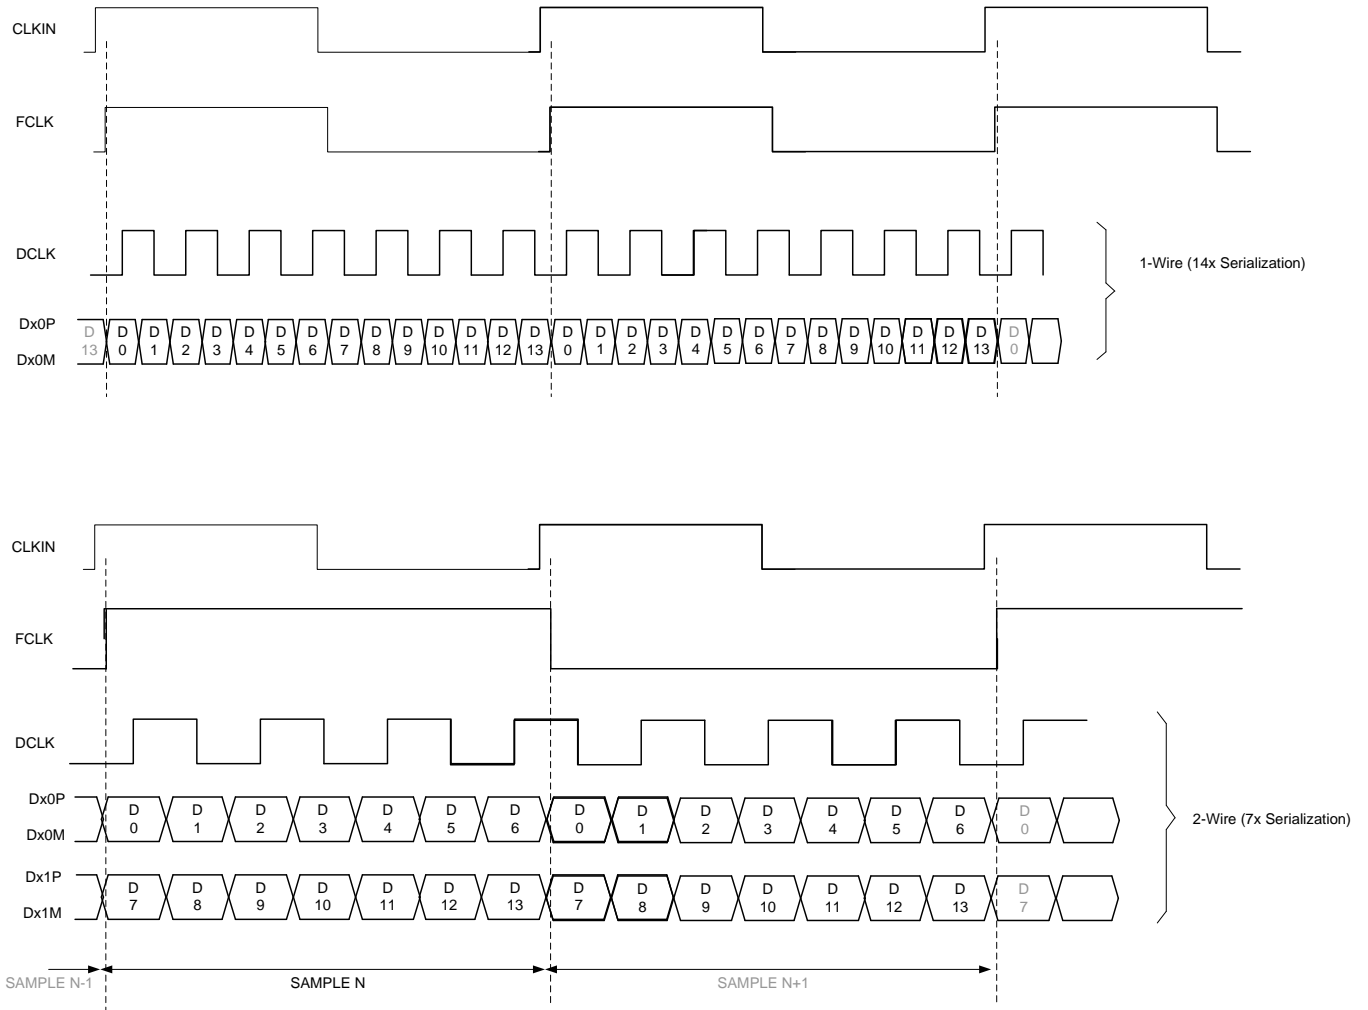 CLKIN
FCLK
DCLK
1-Wire (14x Serialization)
Dx0P
D D D D D D D D D D D D D D D D D D D D D D D D D D D D D D
13 0 1 2 3 4 5 6 7 8 9 10 11 12 13 0 1 2 3 4 5 6 7 8 9 10 11 12 13 0
Dx0M
CLKIN
FCLK
DCLK
Dx0P
D D D D D D D D D D D D D D D
0 1 2 3 4 5 6 0 1 2 3 4 5 6 0
Dx0M
2-Wire (7x Serialization)
Dx1P
D D D D D D D D D D D D D D D
7 8 9 10 11 12 13 7 8 9 10 11 12 13 7
Dx1M
SAMPLE N-1
SAMPLE N
SAMPLE N+1